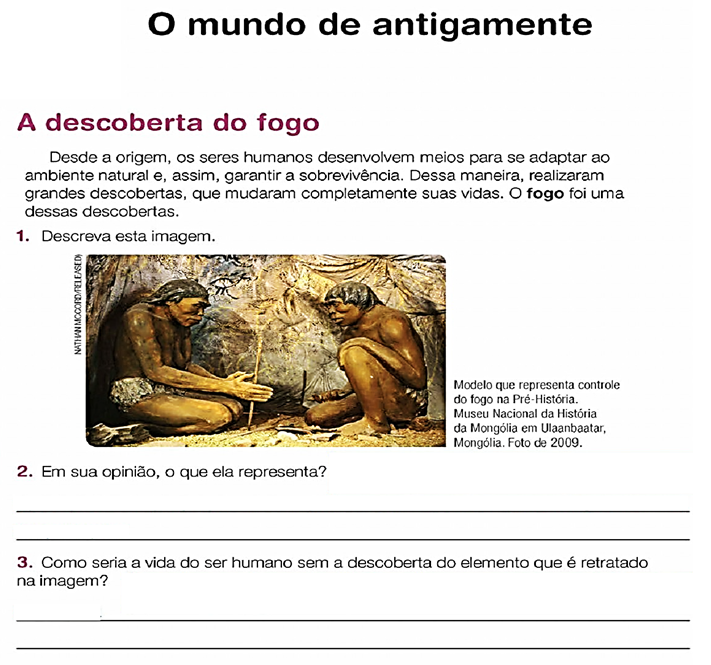 O mundo de antigamente
A descoberta do fogo
Desde a origem, os seres humanos desenvolvem meios para se adaptar ao
ambiente natural e, assim, garantir a sobrevivência. Dessa maneira, realizaram
grandes descobertas, que mudaram completamente suas vidas. O fogo foi uma
dessas descobertas.
1. Descreva esta imagem.
NATHAN MCCORD/RELEASED
Modelo que representa controle
do fogo na Pré-História.
Museu Nacional da História
da Mongólia em Ulaanbaatar,
Mongólia. Foto de 2009.
2. Em sua opinião, o que ela representa?
3. Como seria a vida do ser humano sem a descoberta do elemento que é retratado
na imagem?